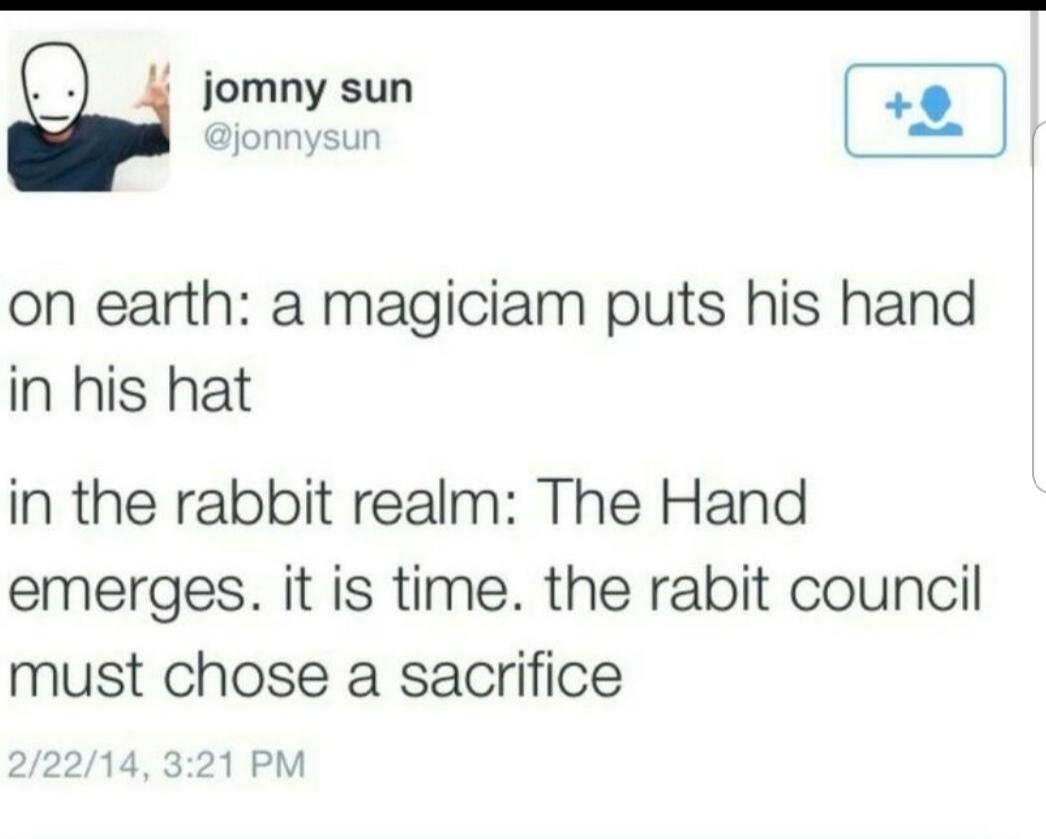 jomny sun
@jonnysun
on earth: a magiciam puts his hand
in his hat
in the rabbit realm: The Hand
emerges. it is time. the rabit council
must chose a sacrifice
2/22/14, 3:21 PM